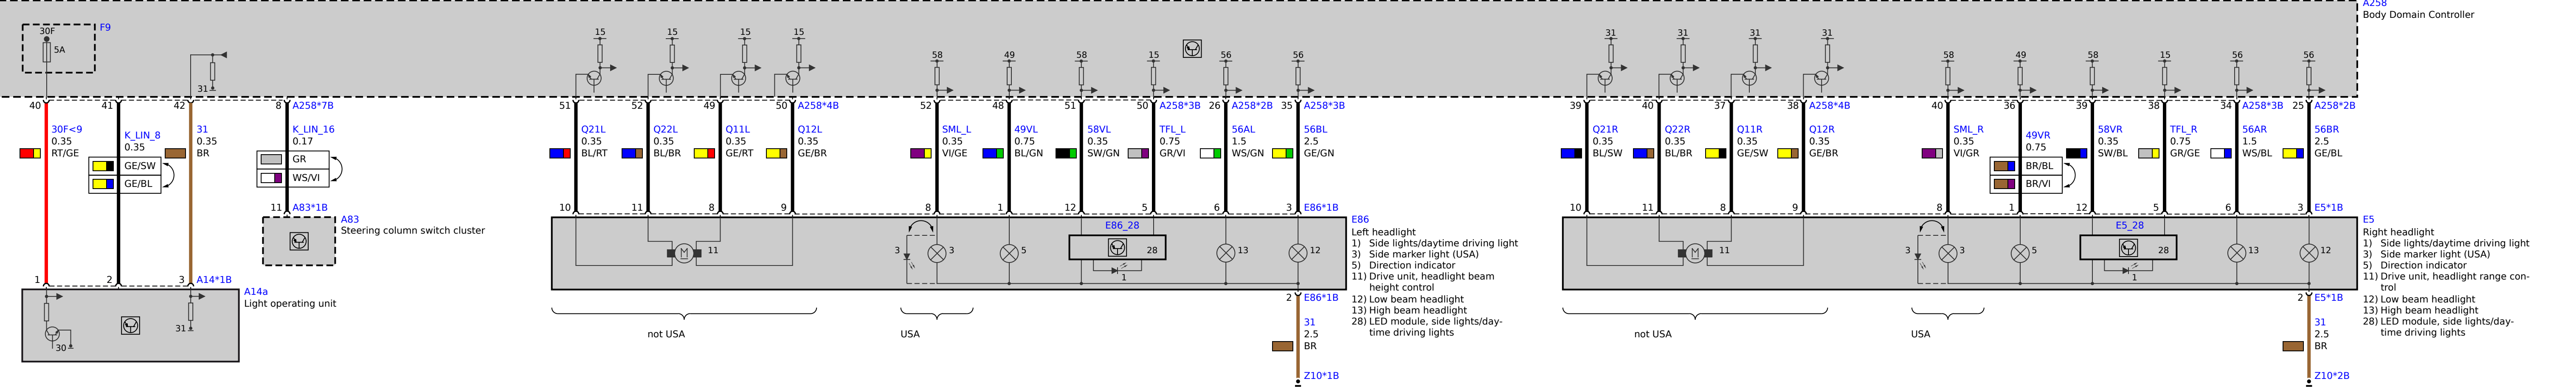 A258
Body Domain Controller
F9
30F
5A
31
15 15 15 15
58 49 58 15 56 56
31 31 31 31
58 49 58 15 56 56
40 41 42 8 A258*7B
51 52 49 50 A258*4B
52 48 51 50 A258*3B 26 A258*2B 35 A258*3B
39 40 37 38 A258*4B
40 36 39 38 34 A258*3B 25 A258*2B
30F<9
0.35
RT/GE
K_LIN_8
0.35
GE/SW
GE/BL
31
0.35
BR
K_LIN_16
0.17
GR
WS/VI
Q21L
0.35
BL/RT
Q22L
0.35
BL/BR
Q11L
0.35
GE/RT
Q12L
0.35
GE/BR
SML_L
0.35
VI/GE
49VL
0.75
BL/GN
58VL
0.35
SW/GN
TFL_L
0.75
GR/VI
56AL
1.5
WS/GN
56BL
2.5
GE/GN
Q21R
0.35
BL/SW
Q22R
0.35
BL/BR
Q11R
0.35
GE/SW
Q12R
0.35
GE/BR
SML_R
0.35
VI/GR
49VR
0.75
BR/BL
BR/VI
58VR
0.35
SW/BL
TFL_R
0.75
GR/GE
56AR
1.5
WS/BL
56BR
2.5
GE/BL
11 A83*1B
A83
Steering column switch cluster
1 2 3 A14*1B
A14a
Light operating unit
30
31
10 11 8 9 8 1 12 5 6 3 E86*1B
M 11
3 3 5
E86_28
28
1
13 12
E86
Left headlight
1) Side lights/daytime driving light
3) Side marker light (USA)
5) Direction indicator
11) Drive unit, headlight beam
height control
12) Low beam headlight
13) High beam headlight
28) LED module, side lights/day-
time driving lights
2 E86*1B
not USA
USA
31
2.5
BR
Z10*1B
10 11 8 9 8 1 12 5 6 3 E5*1B
M 11
3 3 5
E5_28
28
1
13 12
E5
Right headlight
1) Side lights/daytime driving light
3) Side marker light (USA)
5) Direction indicator
11) Drive unit, headlight range con-
trol
12) Low beam headlight
13) High beam headlight
28) LED module, side lights/day-
time driving lights
2 E5*1B
not USA
USA
31
2.5
BR
Z10*2B